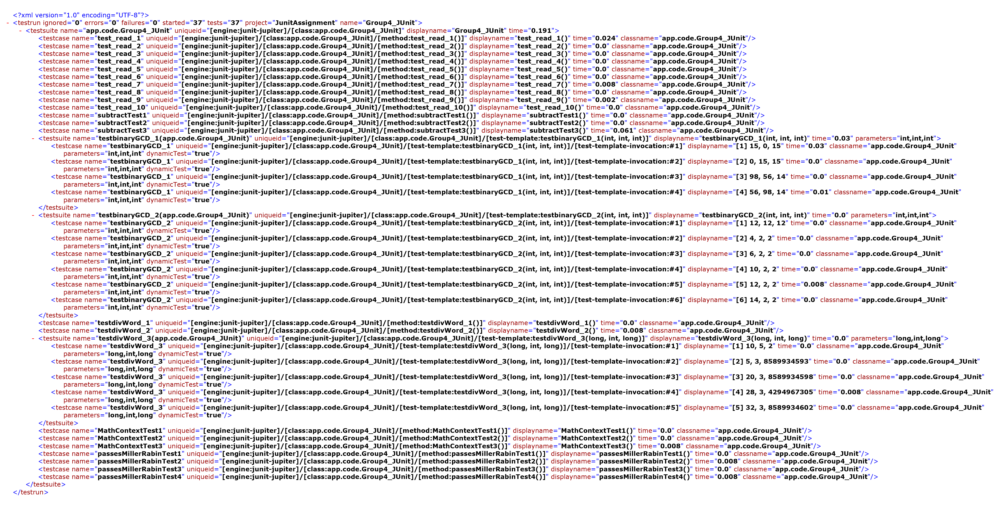 <?xml version="1.0" encoding="UTF-8"?>
- <testrun ignored="0" errors="0" failures="0" started="37" tests="37" project="JunitAssignment" name="Group4_JUnit">
- <testsuite name="app.code.Group4_JUnit" uniqueid="[engine:junit-jupiter]/[class:app.code.Group4_JUnit]" displayname="Group4_JUnit" time="0.191">
<testcase name="test_read_1" uniqueid="[engine:junit-jupiter]/[class:app.code.Group4_JUnit]/[method:test_read_1()]" displayname="test_read_1()" time="0.024" classname="app.code.Group4_JUnit"/>
<testcase name="test_read_2" uniqueid="[engine:junit-jupiter]/[class:app.code.Group4_JUnit]/[method:test_read_2()]" displayname="test_read_2()" time="0.0" classname="app.code.Group4_JUnit"/>
<testcase name="test_read_3" uniqueid="[engine:junit-jupiter]/[class:app.code.Group4_JUnit]/[method:test_read_3()]" displayname="test_read_3()" time="0.0" classname="app.code.Group4_JUnit"/>
<testcase name="test_read_4" uniqueid="[engine:junit-jupiter]/[class:app.code.Group4_JUnit]/[method:test_read_4()]" displayname="test_read_4()" time="0.0" classname="app.code.Group4_JUnit"/>
<testcase name="test_read_5" uniqueid="[engine:junit-jupiter]/[class:app.code.Group4_JUnit]/[method:test_read_5()]" displayname="test_read_5()" time="0.0" classname="app.code.Group4_JUnit"/>
<testcase name="test_read_6" uniqueid="[engine:junit-jupiter]/[class:app.code.Group4_JUnit]/[method:test_read_6()]" displayname="test_read_6()" time="0.0" classname="app.code.Group4_JUnit"/>
<testcase name="test_read_7" uniqueid="[engine:junit-jupiter]/[class:app.code.Group4_JUnit]/[method:test_read_7()]" displayname="test_read_7()" time="0.008" classname="app.code.Group4_JUnit"/>
<testcase name="test_read_8" uniqueid="[engine:junit-jupiter]/[class:app.code.Group4_JUnit]/[method:test_read_8()]" displayname="test_read_8()" time="0.0" classname="app.code.Group4_JUnit"/>
<testcase name="test_read_9" uniqueid="[engine:junit-jupiter]/[class:app.code.Group4_JUnit]/[method:test_read_9()]" displayname="test_read_9()" time="0.002" classname="app.code.Group4_JUnit"/>
<testcase name="test_read_10" uniqueid="[engine:junit-jupiter]/[class:app.code.Group4_JUnit]/[method:test_read_10()]" displayname="test_read_10()" time="0.0" classname="app.code.Group4_JUnit"/>
<testcase name="subtractTest1" uniqueid="[engine:junit-jupiter]/[class:app.code.Group4_JUnit]/[method:subtractTest1()]" displayname="subtractTest1()" time="0.0" classname="app.code.Group4_JUnit"/>
<testcase name="subtractTest2" uniqueid="[engine:junit-jupiter]/[class:app.code.Group4_JUnit]/[method:subtractTest2()]" displayname="subtractTest2()" time="0.0" classname="app.code.Group4_JUnit"/>
<testcase name="subtractTest3" uniqueid="[engine:junit-jupiter]/[class:app.code.Group4_JUnit]/[method:subtractTest3()]" displayname="subtractTest3()" time="0.061" classname="app.code.Group4_JUnit"/>
- <testsuite name="testbinaryGCD_1(app.code.Group4_JUnit)" uniqueid="[engine:junit-jupiter]/[class:app.code.Group4_JUnit]/[test-template:testbinaryGCD_1(int, int, int)]" displayname="testbinaryGCD_1(int, int, int)" time="0.03" parameters="int,int,int">
<testcase name="testbinaryGCD_1" uniqueid="[engine:junit-jupiter]/[class:app.code.Group4_JUnit]/[test-template:testbinaryGCD_1(int, int, int)]/[test-template-invocation:#1]" displayname="[1] 15, 0, 15" time="0.03" classname="app.code.Group4_JUnit"
parameters="int,int,int" dynamicTest="true"/>
<testcase name="testbinaryGCD_1" uniqueid="[engine:junit-jupiter]/[class:app.code.Group4_JUnit]/[test-template:testbinaryGCD_1(int, int, int)]/[test-template-invocation:#2]" displayname="[2] 0, 15, 15" time="0.0" classname="app.code.Group4_JUnit"
parameters="int,int,int" dynamicTest="true"/>
<testcase name="testbinaryGCD_1" uniqueid="[engine:junit-jupiter]/[class:app.code.Group4_JUnit]/[test-template:testbinaryGCD_1(int, int, int)]/[test-template-invocation:#3]" displayname="[3] 98, 56, 14" time="0.0" classname="app.code.Group4_JUnit"
parameters="int,int,int" dynamicTest="true"/>
<testcase name="testbinaryGCD_1" uniqueid="[engine:junit-jupiter]/[class:app.code.Group4_JUnit]/[test-template:testbinaryGCD_1(int, int, int)]/[test-template-invocation:#4]" displayname="[4] 56, 98, 14" time="0.01" classname="app.code.Group4_JUnit"
parameters="int,int,int" dynamicTest="true"/>
</testsuite>
- <testsuite name="testbinaryGCD_2(app.code.Group4_JUnit)" uniqueid="[engine:junit-jupiter]/[class:app.code.Group4_JUnit]/[test-template:testbinaryGCD_2(int, int, int)]" displayname="testbinaryGCD_2(int, int, int)" time="0.0" parameters="int,int,int">
<testcase name="testbinaryGCD_2" uniqueid="[engine:junit-jupiter]/[class:app.code.Group4_JUnit]/[test-template:testbinaryGCD_2(int, int, int)]/[test-template-invocation:#1]" displayname="[1] 12, 12, 12" time="0.0" classname="app.code.Group4_JUnit"
parameters="int,int,int" dynamicTest="true"/>
<testcase name="testbinaryGCD_2" uniqueid="[engine:junit-jupiter]/[class:app.code.Group4_JUnit]/[test-template:testbinaryGCD_2(int, int, int)]/[test-template-invocation:#2]" displayname="[2] 4, 2, 2" time="0.0" classname="app.code.Group4_JUnit"
parameters="int,int,int" dynamicTest="true"/>
<testcase name="testbinaryGCD_2" uniqueid="[engine:junit-jupiter]/[class:app.code.Group4_JUnit]/[test-template:testbinaryGCD_2(int, int, int)]/[test-template-invocation:#3]" displayname="[3] 6, 2, 2" time="0.0" classname="app.code.Group4_JUnit"
parameters="int,int,int" dynamicTest="true"/>
<testcase name="testbinaryGCD_2" uniqueid="[engine:junit-jupiter]/[class:app.code.Group4_JUnit]/[test-template:testbinaryGCD_2(int, int, int)]/[test-template-invocation:#4]" displayname="[4] 10, 2, 2" time="0.0" classname="app.code.Group4_JUnit"
parameters="int,int,int" dynamicTest="true"/>
<testcase name="testbinaryGCD_2" uniqueid="[engine:junit-jupiter]/[class:app.code.Group4_JUnit]/[test-template:testbinaryGCD_2(int, int, int)]/[test-template-invocation:#5]" displayname="[5] 12, 2, 2" time="0.008" classname="app.code.Group4_JUnit"
parameters="int,int,int" dynamicTest="true"/>
<testcase name="testbinaryGCD_2" uniqueid="[engine:junit-jupiter]/[class:app.code.Group4_JUnit]/[test-template:testbinaryGCD_2(int, int, int)]/[test-template-invocation:#6]" displayname="[6] 14, 2, 2" time="0.0" classname="app.code.Group4_JUnit"
parameters="int,int,int" dynamicTest="true"/>
</testsuite>
<testcase name="testdivWord_1" uniqueid="[engine:junit-jupiter]/[class:app.code.Group4_JUnit]/[method:testdivWord_1()]" displayname="testdivWord_1()" time="0.0" classname="app.code.Group4_JUnit"/>
<testcase name="testdivWord_2" uniqueid="[engine:junit-jupiter]/[class:app.code.Group4_JUnit]/[method:testdivWord_2()]" displayname="testdivWord_2()" time="0.008" classname="app.code.Group4_JUnit"/>
- <testsuite name="testdivWord_3(app.code.Group4_JUnit)" uniqueid="[engine:junit-jupiter]/[class:app.code.Group4_JUnit]/[test-template:testdivWord_3(long, int, long)]" displayname="testdivWord_3(long, int, long)" time="0.0" parameters="long,int,long">
<testcase name="testdivWord_3" uniqueid="[engine:junit-jupiter]/[class:app.code.Group4_JUnit]/[test-template:testdivWord_3(long, int, long)]/[test-template-invocation:#1]" displayname="[1] 10, 5, 2" time="0.0" classname="app.code.Group4_JUnit"
parameters="long,int,long" dynamicTest="true"/>
<testcase name="testdivWord_3" uniqueid="[engine:junit-jupiter]/[class:app.code.Group4_JUnit]/[test-template:testdivWord_3(long, int, long)]/[test-template-invocation:#2]" displayname="[2] 5, 3, 8589934593" time="0.0" classname="app.code.Group4_JUnit"
parameters="long,int,long" dynamicTest="true"/>
<testcase name="testdivWord_3" uniqueid="[engine:junit-jupiter]/[class:app.code.Group4_JUnit]/[test-template:testdivWord_3(long, int, long)]/[test-template-invocation:#3]" displayname="[3] 20, 3, 8589934598" time="0.0" classname="app.code.Group4_JUnit"
parameters="long,int,long" dynamicTest="true"/>
<testcase name="testdivWord_3" uniqueid="[engine:junit-jupiter]/[class:app.code.Group4_JUnit]/[test-template:testdivWord_3(long, int, long)]/[test-template-invocation:#4]" displayname="[4] 28, 3, 4294967305" time="0.008" classname="app.code.Group4_JUnit"
parameters="long,int,long" dynamicTest="true"/>
<testcase name="testdivWord_3" uniqueid="[engine:junit-jupiter]/[class:app.code.Group4_JUnit]/[test-template:testdivWord_3(long, int, long)]/[test-template-invocation:#5]" displayname="[5] 32, 3, 8589934602" time="0.0" classname="app.code.Group4_JUnit"
parameters="long,int,long" dynamicTest="true"/>
</testsuite>
<testcase name="MathContextTest1" uniqueid="[engine:junit-jupiter]/[class:app.code.Group4_JUnit]/[method:MathContextTest1()]" displayname="MathContextTest1()" time="0.0" classname="app.code.Group4_JUnit"/>
<testcase name="MathContextTest2" uniqueid="[engine:junit-jupiter]/[class:app.code.Group4_JUnit]/[method:MathContextTest2()]" displayname="MathContextTest2()" time="0.0" classname="app.code.Group4_JUnit"/>
<testcase name="MathContextTest3" uniqueid="[engine:junit-jupiter]/[class:app.code.Group4_JUnit]/[method:MathContextTest3()]" displayname="MathContextTest3()" time="0.008" classname="app.code.Group4_JUnit"/>
<testcase name="passesMillerRabinTest1" uniqueid="[engine:junit-jupiter]/[class:app.code.Group4_JUnit]/[method:passesMillerRabinTest1()]" displayname="passesMillerRabinTest1()" time="0.0" classname="app.code.Group4_JUnit"/>
<testcase name="passesMillerRabinTest2" uniqueid="[engine:junit-jupiter]/[class:app.code.Group4_JUnit]/[method:passesMillerRabinTest2()]" displayname="passesMillerRabinTest2()" time="0.008" classname="app.code.Group4_JUnit"/>
<testcase name="passesMillerRabinTest3" uniqueid="[engine:junit-jupiter]/[class:app.code.Group4_JUnit]/[method:passesMillerRabinTest3()]" displayname="passesMillerRabinTest3()" time="0.0" classname="app.code.Group4_JUnit"/>
<testcase name="passesMillerRabinTest4" uniqueid="[engine:junit-jupiter]/[class:app.code.Group4_JUnit]/[method:passesMillerRabinTest4()]" displayname="passesMillerRabinTest4()" time="0.008" classname="app.code.Group4_JUnit"/>
</testsuite>
</testrun>